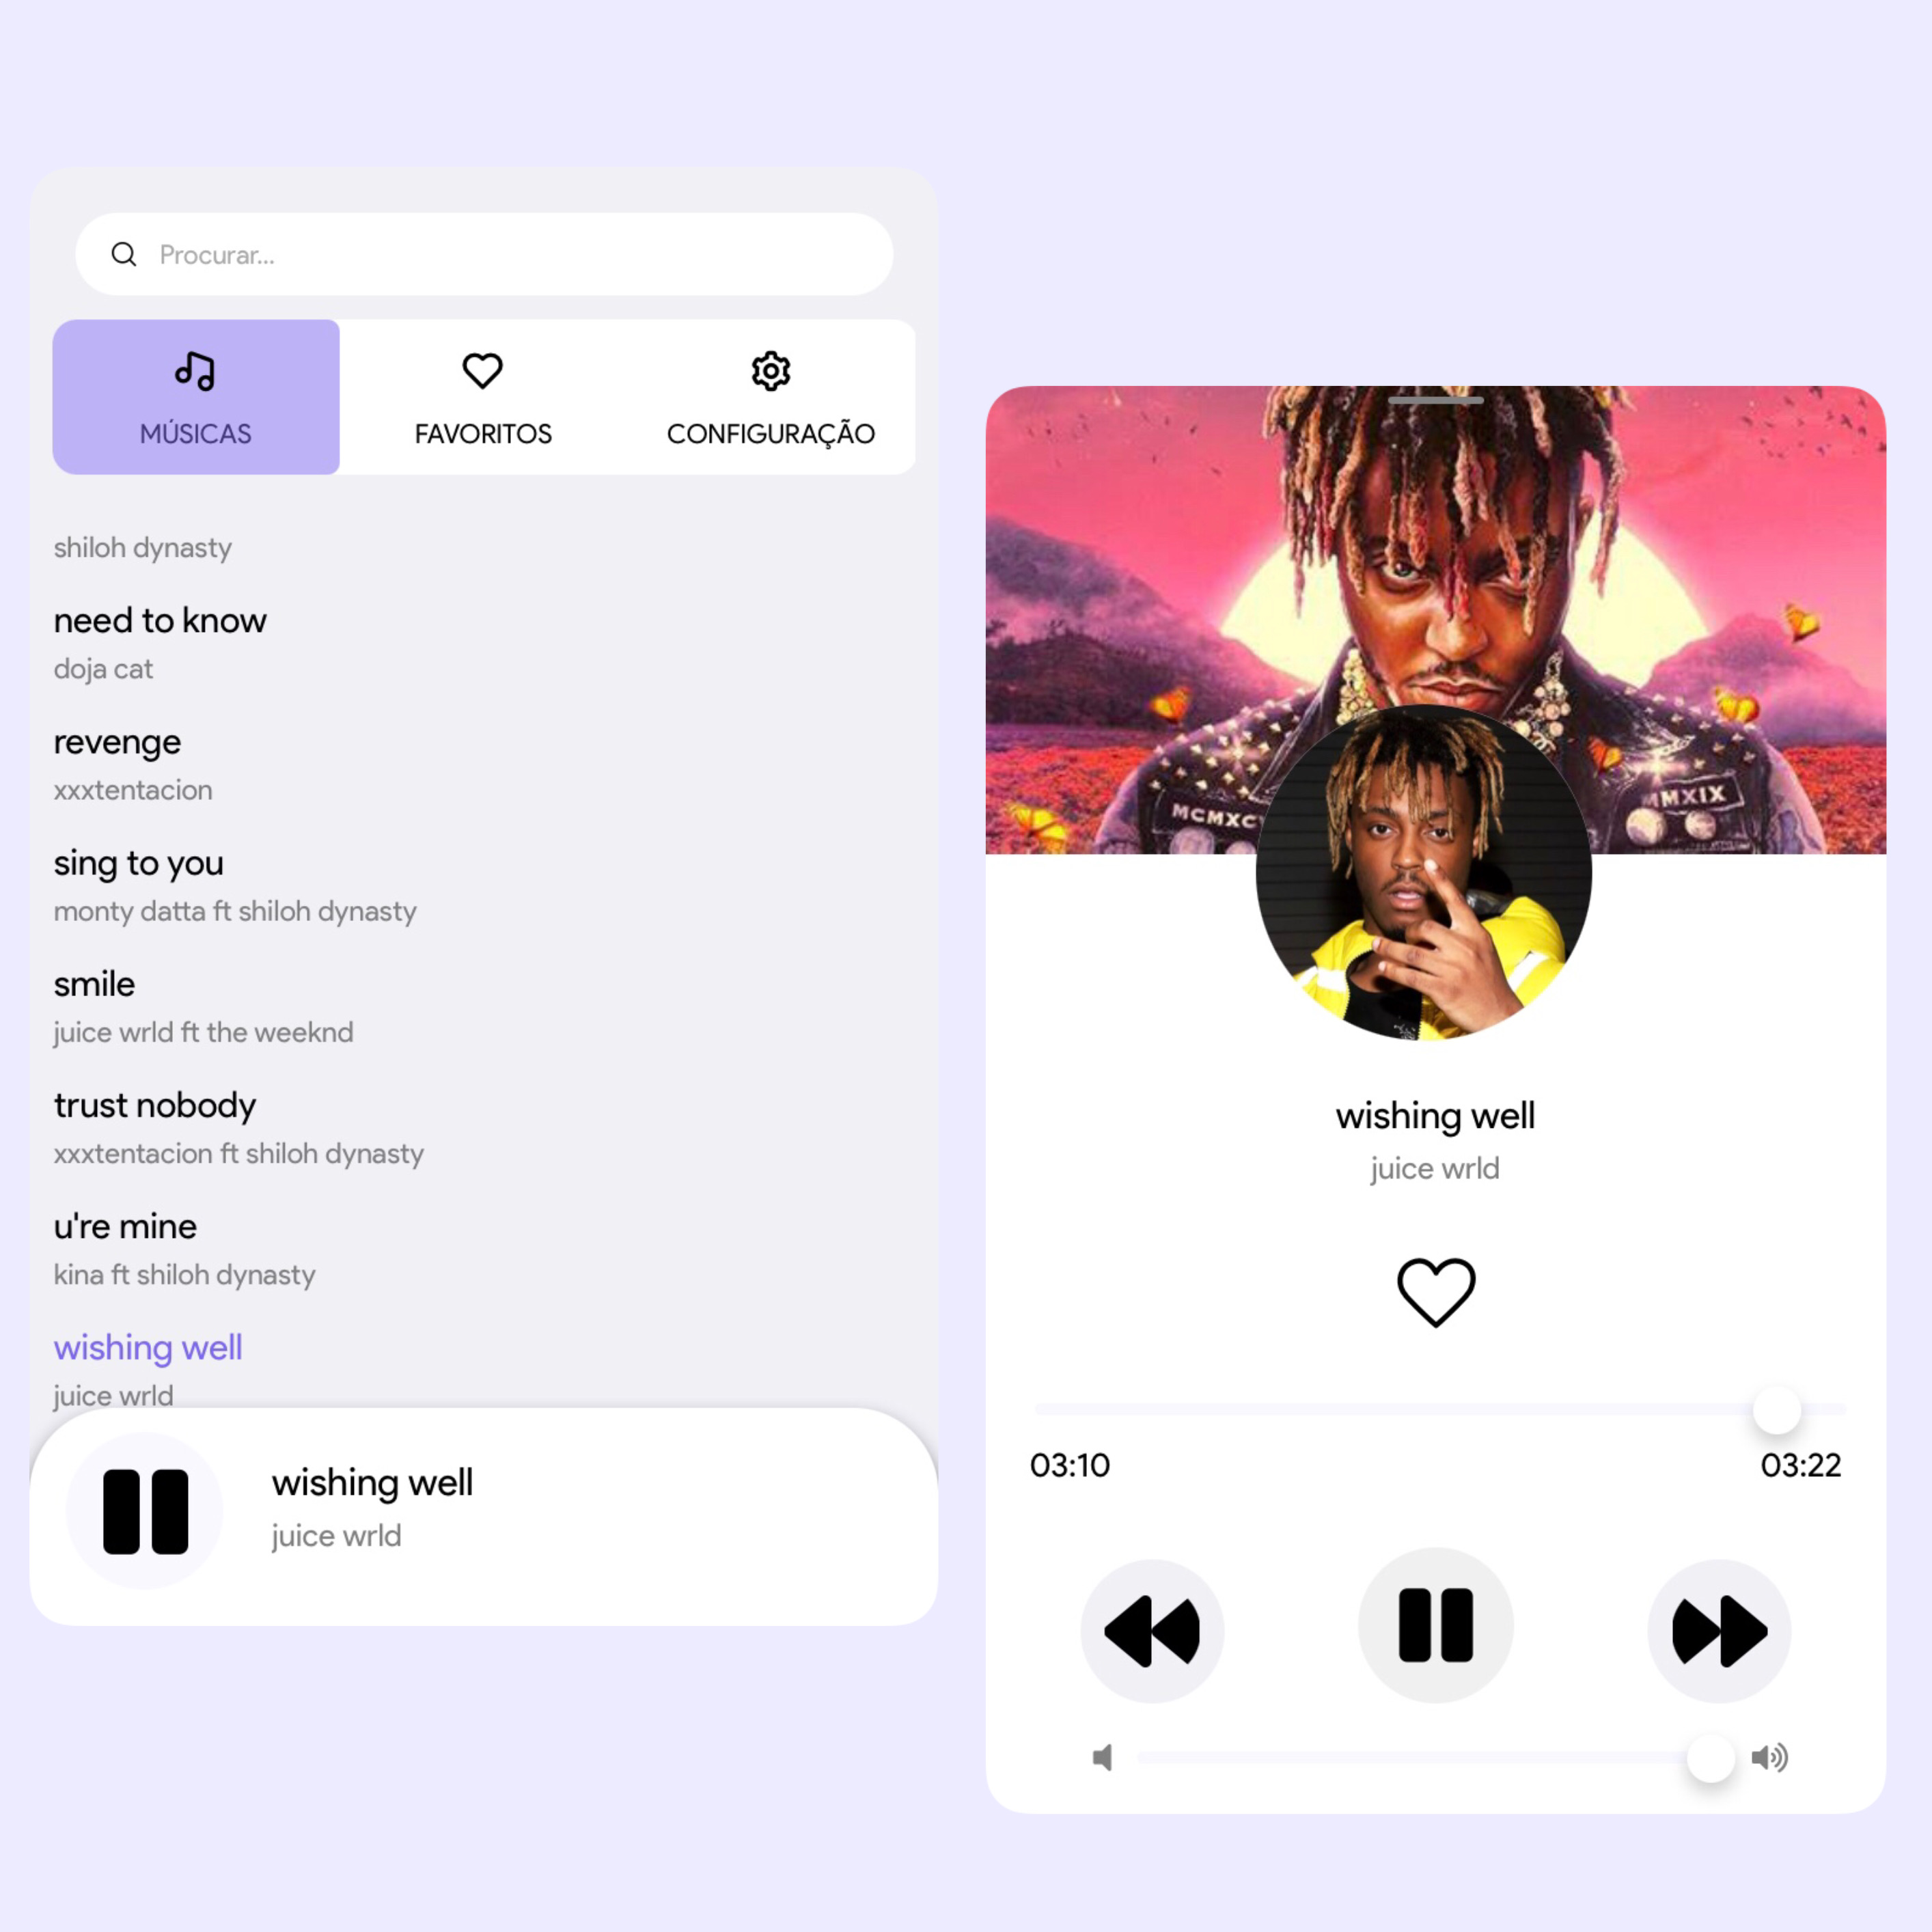 Procurar...
MÚSICAS
FAVORITOS
CONFIGURAÇÃO
shiloh dynasty
need to know
doja cat
revenge
xxxtentacion
sing to you
monty datta ft shiloh dynasty
smile
juice wrld ft the weeknd
trust nobody
xxxtentacion ft shiloh dynasty
u're mine
kina ft shiloh dynasty
wishing well
juice wrld
wishing well
juice wrld
MMXIX
wishing well
juice wrld
03:10
03:22